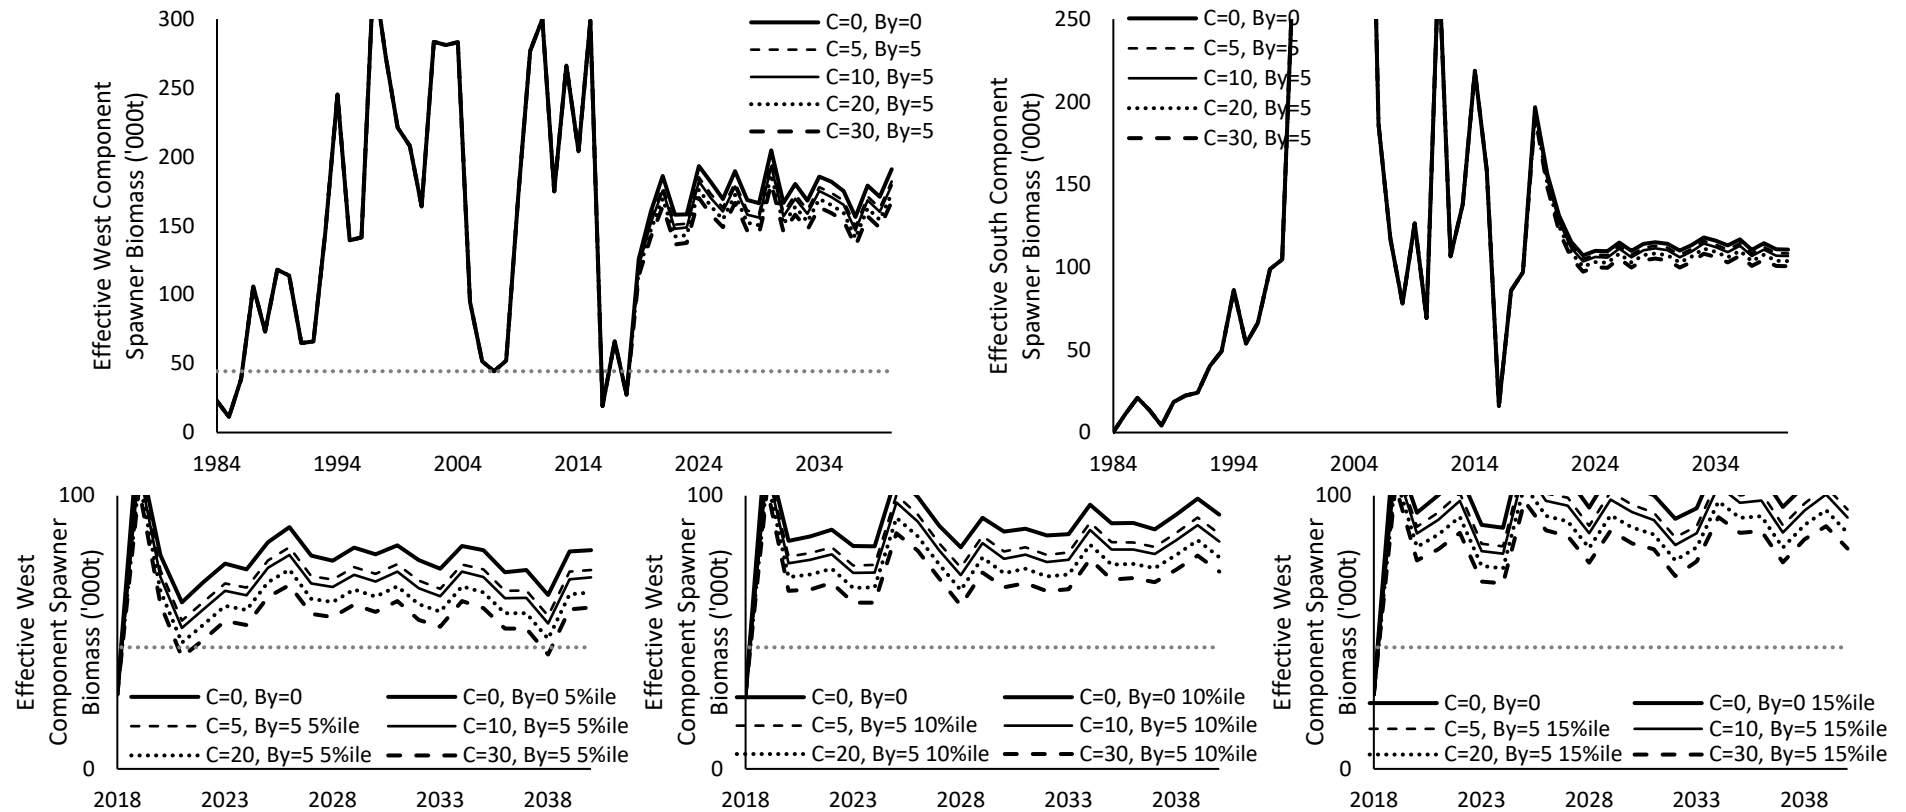 Effective West Component
Spawner Biomass ('000t)
300
250
200
150
100
50
0
1984
1994
2004
2014
2024
2034
C=0, By=0
C=5, By=5
C=10, By=5
C=20, By=5
C=30, By=5
Effective South Component
Spawner Biomass ('000t)
250
200
150
100
50
0
1984
1994
2004
2014
2024
2034
C=0, By=0
C=5, By=5
C=10, By=5
C=20, By=5
C=30, By=5
Effective West
Component Spawner
Biomass ('000t)
100
0
2018
2023
2028
2033
2038
C=0, By=0
C=0, By=0 5%ile
C=5, By=5 5%ile
C=10, By=5 5%ile
C=20, By=5 5%ile
C=30, By=5 5%ile
Effective West
Component Spawner
Biomass ('000t)
100
0
2018
2023
2028
2033
2038
C=0, By=0
C=0, By=0 10%ile
C=5, By=5 10%ile
C=10, By=5 10%ile
C=20, By=5 10%ile
C=30, By=5 10%ile
Effective West
Component Spawner
Biomass ('000t)
100
0
2018
2023
2028
2033
2038
C=0, By=0
C=0, By=0 15%ile
C=5, By=5 15%ile
C=10, By=5 15%ile
C=20, By=5 15%ile
C=30, By=5 15%ile